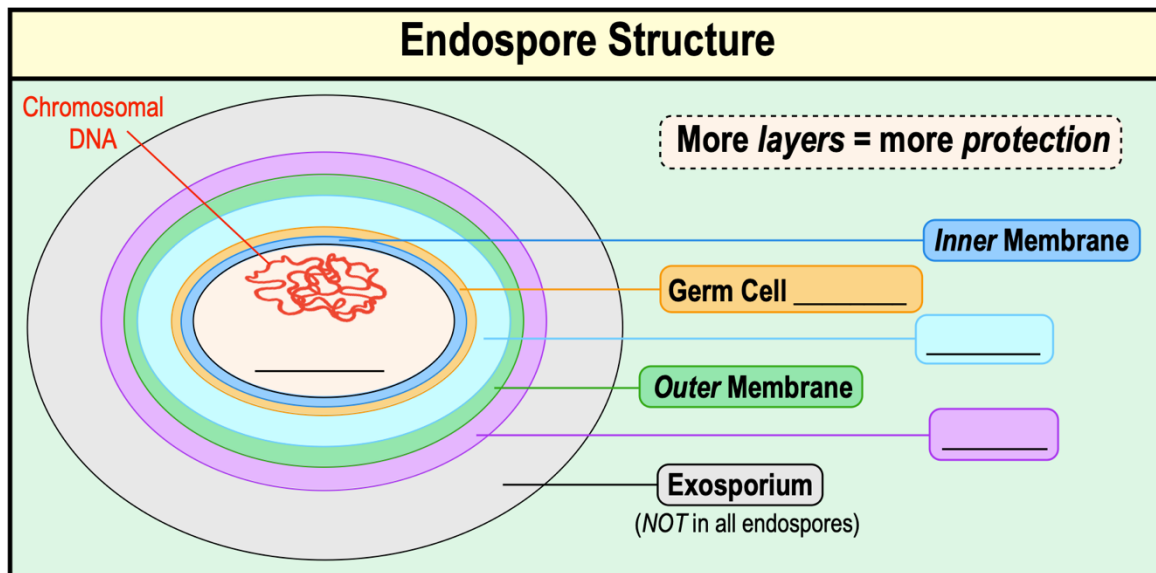 Endospore Structure
Chromosomal
DNA
More layers = more protection
Inner Membrane
Germ Cell ________

________
________
Outer Membrane
________
Exosporium
(NOT in all endospores)